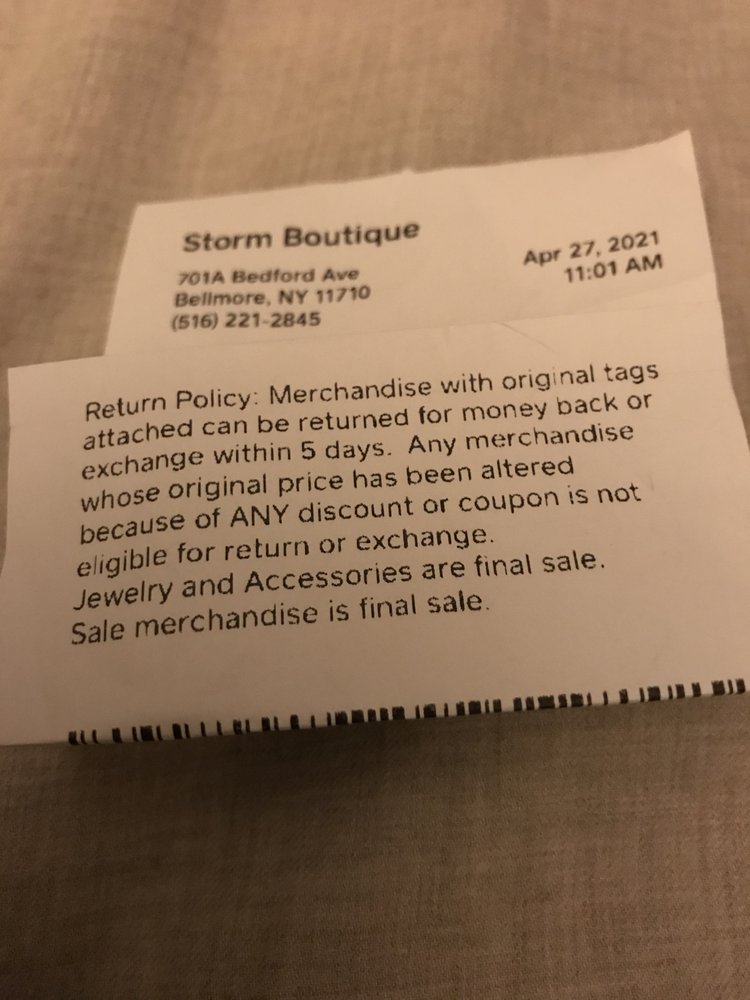 Storm Boutique
701A Bedford Ave
Bellmore, NY 11710
(516) 221-2845
Apr 27, 2021
11:01 AM
Return Policy: Merchandise with original tags
attached can be returned for money back or
exchange within 5 days. Any merchandise
whose original price has been altered
because of ANY discount or coupon is not
eligible for return or exchange.
Jewelry and Accessories are final sale.
Sale merchandise is final sale.